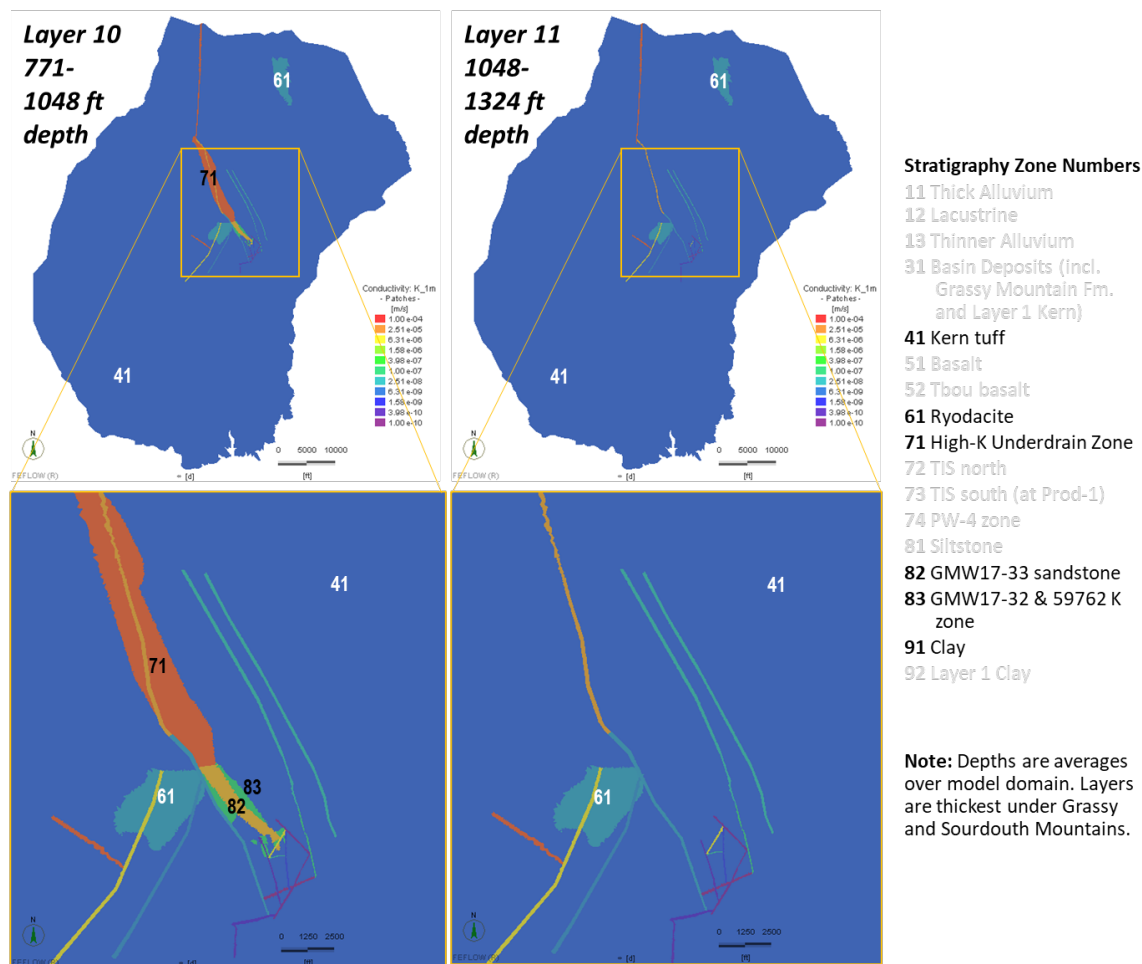 Layer 10
771-
1048 ft
depth
61
71
41
Conductivity: K_1m
- Patches -
[m/s]
1.00 e-04
2.51 e-05
6.31 e-06
1.58 e-06
3.98 e-07
1.00 e-07
2.51 e-08
6.31 e-09
1.58 e-09
3.98 e-10
1.00 e-10
N
0 5000 10000
FEFLOW (R)
= [d]
[ft]
Layer 11
1048-
1324 ft
depth
61
41
Conductivity: K_1m
- Patches -
[m/s]
1.00 e-04
2.51 e-05
6.31 e-06
1.58 e-06
3.98 e-07
1.00 e-07
2.51 e-08
6.31 e-09
1.58 e-09
3.98 e-10
1.00 e-10
N
0 5000 10000
FEFLOW (R)
= [d]
[ft]
41
71
83
82
61
N
0 1250 2500
FEFLOW (R)
= [d]
[ft]
41
61
N
0 1250 2500
FEFLOW (R)
= [d]
[ft]
Stratigraphy Zone Numbers
11 Thick Alluvium
12 Lacustrine
13 Thinner Alluvium
31 Basin Deposits (incl.
Grassy Mountain Fm.
and Layer 1 Kern)
41 Kern tuff
51 Basalt
52 Tbou basalt
61 Ryodacite
71 High-K Underdrain Zone
72 TIS north
73 TIS south (at Prod-1)
74 PW-4 zone
81 Siltstone
82 GMW17-33 sandstone
83 GMW17-32 & 59762 K
zone
91 Clay
92 Layer 1 Clay
Note: Depths are averages
over model domain. Layers
are thickest under Grassy
and Sourdouth Mountains.